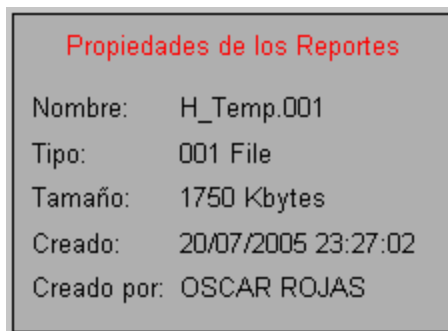 Propiedades de los Reportes
Nombre: H_Temp.001
Tipo: 001 File
Tamaño: 1750 Kbytes
Creado: 20/07/2005 23:27:02
Creado por: OSCAR ROJAS